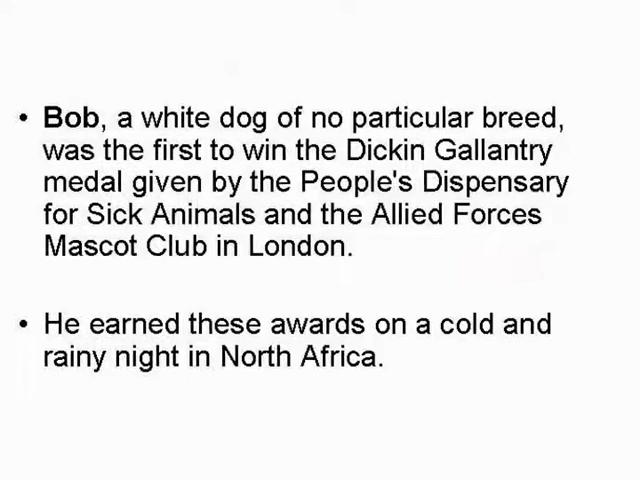 • Bob, a white dog of no particular breed,
was the first to win the Dickin Gallantry
medal given by the People's Dispensary
for Sick Animals and the Allied Forces
Mascot Club in London.
• He earned these awards on a cold and
rainy night in North Africa.